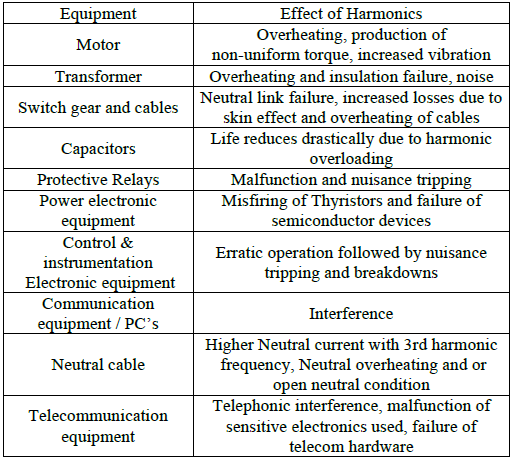 Equipment
Effect of Harmonics
Motor
Overheating, production of
non-uniform torque, increased vibration
Transformer
Overheating and insulation failure, noise
Switch gear and cables
Neutral link failure, increased losses due to
skin effect and overheating of cables
Capacitors
Life reduces drastically due to harmonic
overloading
Protective Relays
Malfunction and nuisance tripping
Power electronic
equipment
Misfiring of Thyristors and failure of
semiconductor devices
Control &
instrumentation
Electronic equipment
Erratic operation followed by nuisance
tripping and breakdowns
Communication
equipment / PC’s
Interference
Neutral cable
Higher Neutral current with 3rd harmonic
frequency, Neutral overheating and or
open neutral condition
Telecommunication
equipment
Telephonic interference, malfunction of
sensitive electronics used, failure of
telecom hardware